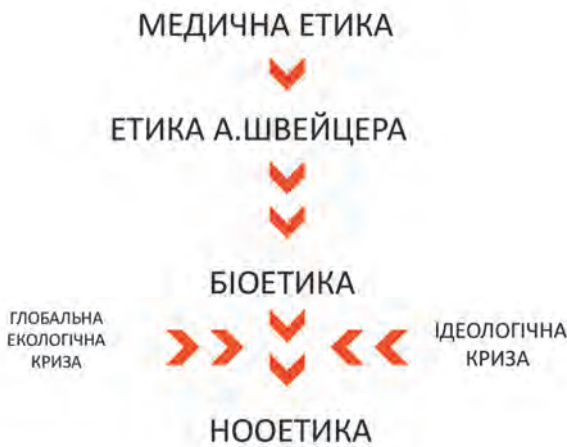 МЕДИЧНА ЕТИКА
ЕТИКА А.ШВЕЙЦЕРА
БІОЕТИКА
ГЛОБАЛЬНА
ЕКОЛОГІЧНА
КРИЗА
ІДЕОЛОГІЧНА
КРИЗА
НООЕТИКА